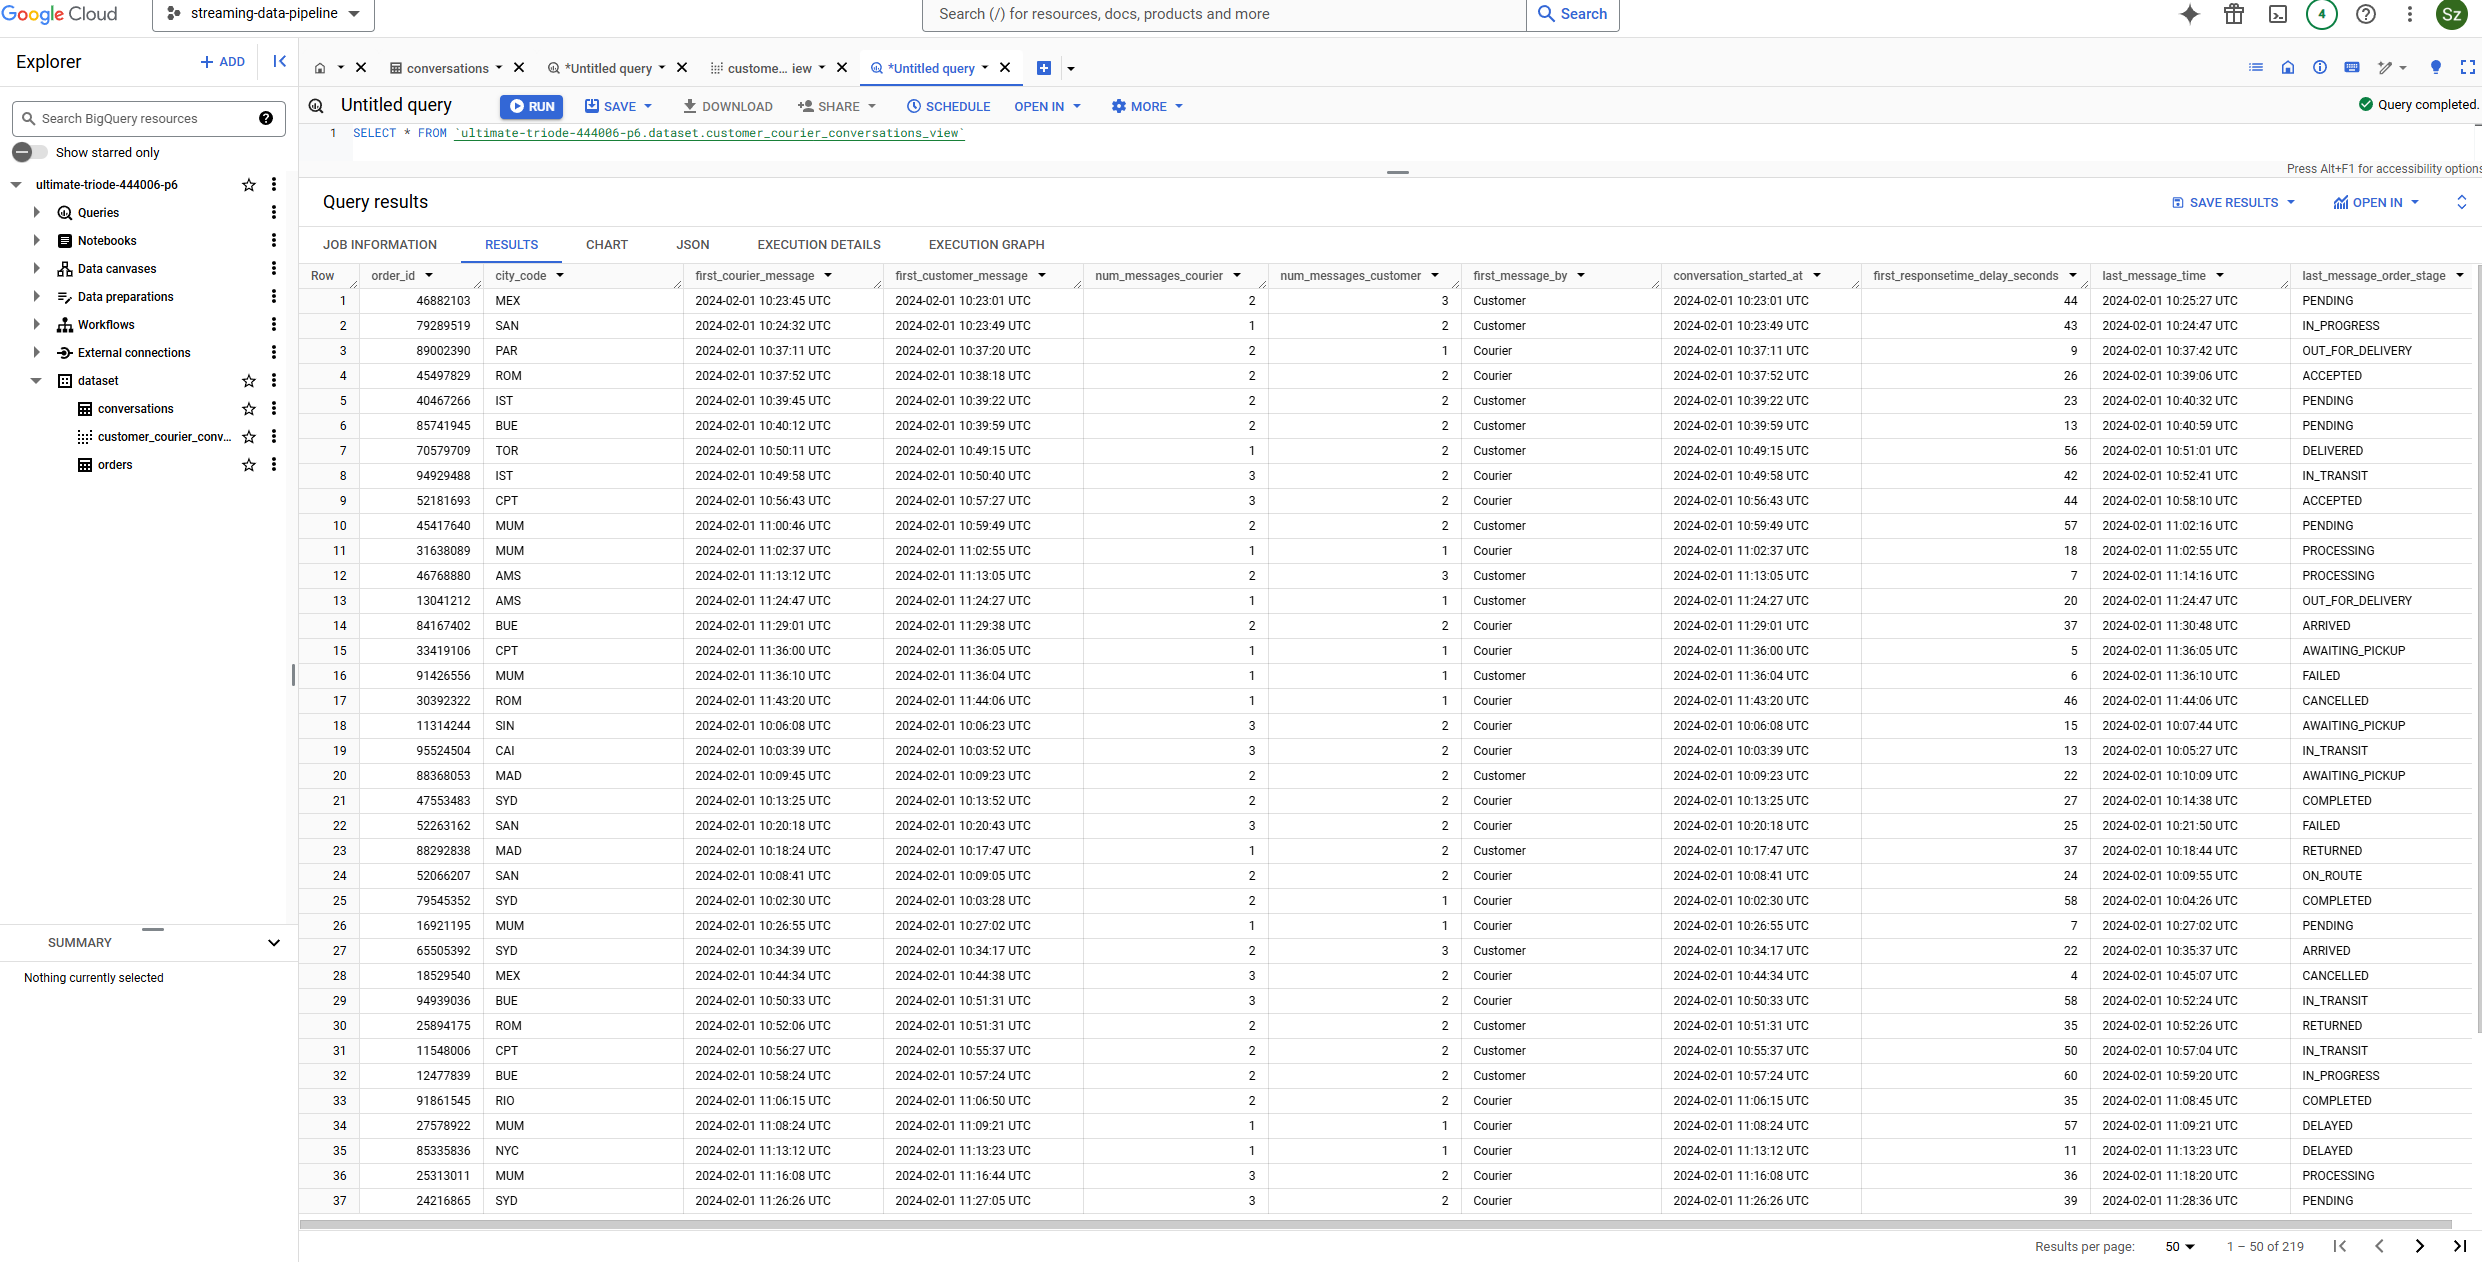 Google Cloud streaming-data-pipeline Search (/) for resources, docs, products and more Search 4 Sz
Explorer + ADD
conversations *Untitled query custome... iew *Untitled query
Search BigQuery resources
Untitled query RUN SAVE DOWNLOAD SHARE SCHEDULE OPEN IN MORE Query completed.
1 SELECT * FROM `ultimate-triode-444006-p6.dataset.customer_courier_conversations_view`
Show starred only
Press Alt+F1 for accessibility options
ultimate-triode-444006-p6
Queries
Notebooks
Data canvases
Data preparations
Workflows
External connections
dataset
conversations
customer_courier_conv...
orders
SUMMARY
Nothing currently selected
Query results SAVE RESULTS OPEN IN
JOB INFORMATION RESULTS CHART JSON EXECUTION DETAILS EXECUTION GRAPH
Row order_id city_code first_courier_message first_customer_message num_messages_courier num_messages_customer first_message_by conversation_started_at first_responsetime_delay_seconds last_message_time last_message_order_stage
1 46882103 MEX 2024-02-01 10:23:45 UTC 2024-02-01 10:23:01 UTC 2 3 Customer 2024-02-01 10:23:01 UTC 44 2024-02-01 10:25:27 UTC PENDING
2 79289519 SAN 2024-02-01 10:24:32 UTC 2024-02-01 10:23:49 UTC 1 2 Customer 2024-02-01 10:23:49 UTC 43 2024-02-01 10:24:47 UTC IN_PROGRESS
3 89002390 PAR 2024-02-01 10:37:11 UTC 2024-02-01 10:37:20 UTC 2 1 Courier 2024-02-01 10:37:11 UTC 9 2024-02-01 10:37:42 UTC OUT_FOR_DELIVERY
4 45497829 ROM 2024-02-01 10:37:52 UTC 2024-02-01 10:38:18 UTC 2 2 Courier 2024-02-01 10:37:52 UTC 26 2024-02-01 10:39:06 UTC ACCEPTED
5 40467266 IST 2024-02-01 10:39:45 UTC 2024-02-01 10:39:22 UTC 2 2 Customer 2024-02-01 10:39:22 UTC 23 2024-02-01 10:40:32 UTC PENDING
6 85741945 BUE 2024-02-01 10:40:12 UTC 2024-02-01 10:39:59 UTC 2 2 Customer 2024-02-01 10:39:59 UTC 13 2024-02-01 10:40:59 UTC PENDING
7 70579709 TOR 2024-02-01 10:50:11 UTC 2024-02-01 10:49:15 UTC 1 2 Customer 2024-02-01 10:49:15 UTC 56 2024-02-01 10:51:01 UTC DELIVERED
8 94929488 IST 2024-02-01 10:49:58 UTC 2024-02-01 10:50:40 UTC 3 2 Courier 2024-02-01 10:49:58 UTC 42 2024-02-01 10:52:41 UTC IN_TRANSIT
9 52181693 CPT 2024-02-01 10:56:43 UTC 2024-02-01 10:57:27 UTC 3 2 Courier 2024-02-01 10:56:43 UTC 44 2024-02-01 10:58:10 UTC ACCEPTED
10 45417640 MUM 2024-02-01 11:00:46 UTC 2024-02-01 10:59:49 UTC 2 2 Customer 2024-02-01 10:59:49 UTC 57 2024-02-01 11:02:16 UTC PENDING
11 31638089 MUM 2024-02-01 11:02:37 UTC 2024-02-01 11:02:55 UTC 1 1 Courier 2024-02-01 11:02:37 UTC 18 2024-02-01 11:02:55 UTC PROCESSING
12 46768880 AMS 2024-02-01 11:13:12 UTC 2024-02-01 11:13:05 UTC 2 3 Customer 2024-02-01 11:13:05 UTC 7 2024-02-01 11:14:16 UTC PROCESSING
13 13041212 AMS 2024-02-01 11:24:47 UTC 2024-02-01 11:24:27 UTC 1 1 Customer 2024-02-01 11:24:27 UTC 20 2024-02-01 11:24:47 UTC OUT_FOR_DELIVERY
14 84167402 BUE 2024-02-01 11:29:01 UTC 2024-02-01 11:29:38 UTC 2 2 Courier 2024-02-01 11:29:01 UTC 37 2024-02-01 11:30:48 UTC ARRIVED
15 33419106 CPT 2024-02-01 11:36:00 UTC 2024-02-01 11:36:05 UTC 1 1 Courier 2024-02-01 11:36:00 UTC 5 2024-02-01 11:36:05 UTC AWAITING_PICKUP
16 91426556 MUM 2024-02-01 11:36:10 UTC 2024-02-01 11:36:04 UTC 1 1 Customer 2024-02-01 11:36:04 UTC 6 2024-02-01 11:36:10 UTC FAILED
17 30392322 ROM 2024-02-01 11:43:20 UTC 2024-02-01 11:44:06 UTC 1 1 Courier 2024-02-01 11:43:20 UTC 46 2024-02-01 11:44:06 UTC CANCELLED
18 11314244 SIN 2024-02-01 10:06:08 UTC 2024-02-01 10:06:23 UTC 3 2 Courier 2024-02-01 10:06:08 UTC 15 2024-02-01 10:07:44 UTC AWAITING_PICKUP
19 95524504 CAI 2024-02-01 10:03:39 UTC 2024-02-01 10:03:52 UTC 3 2 Courier 2024-02-01 10:03:39 UTC 13 2024-02-01 10:05:27 UTC IN_TRANSIT
20 88368053 MAD 2024-02-01 10:09:45 UTC 2024-02-01 10:09:23 UTC 2 2 Customer 2024-02-01 10:09:23 UTC 22 2024-02-01 10:10:09 UTC AWAITING_PICKUP
21 47553483 SYD 2024-02-01 10:13:25 UTC 2024-02-01 10:13:52 UTC 2 2 Courier 2024-02-01 10:13:25 UTC 27 2024-02-01 10:14:38 UTC COMPLETED
22 52263162 SAN 2024-02-01 10:20:18 UTC 2024-02-01 10:20:43 UTC 3 2 Courier 2024-02-01 10:20:18 UTC 25 2024-02-01 10:21:50 UTC FAILED
23 88292838 MAD 2024-02-01 10:18:24 UTC 2024-02-01 10:17:47 UTC 1 2 Customer 2024-02-01 10:17:47 UTC 37 2024-02-01 10:18:44 UTC RETURNED
24 52066207 SAN 2024-02-01 10:08:41 UTC 2024-02-01 10:09:05 UTC 2 2 Courier 2024-02-01 10:08:41 UTC 24 2024-02-01 10:09:55 UTC ON_ROUTE
25 79545352 SYD 2024-02-01 10:02:30 UTC 2024-02-01 10:03:28 UTC 2 1 Courier 2024-02-01 10:02:30 UTC 58 2024-02-01 10:04:26 UTC COMPLETED
26 16921195 MUM 2024-02-01 10:26:55 UTC 2024-02-01 10:27:02 UTC 1 1 Courier 2024-02-01 10:26:55 UTC 7 2024-02-01 10:27:02 UTC PENDING
27 65505392 SYD 2024-02-01 10:34:39 UTC 2024-02-01 10:34:17 UTC 2 3 Customer 2024-02-01 10:34:17 UTC 22 2024-02-01 10:35:37 UTC ARRIVED
28 18529540 MEX 2024-02-01 10:44:34 UTC 2024-02-01 10:44:38 UTC 3 2 Courier 2024-02-01 10:44:34 UTC 4 2024-02-01 10:45:07 UTC CANCELLED
29 94939036 BUE 2024-02-01 10:50:33 UTC 2024-02-01 10:51:31 UTC 3 2 Courier 2024-02-01 10:50:33 UTC 58 2024-02-01 10:52:24 UTC IN_TRANSIT
30 25894175 ROM 2024-02-01 10:52:06 UTC 2024-02-01 10:51:31 UTC 2 2 Customer 2024-02-01 10:51:31 UTC 35 2024-02-01 10:52:26 UTC RETURNED
31 11548006 CPT 2024-02-01 10:56:27 UTC 2024-02-01 10:55:37 UTC 2 2 Customer 2024-02-01 10:55:37 UTC 50 2024-02-01 10:57:04 UTC IN_TRANSIT
32 12477839 BUE 2024-02-01 10:58:24 UTC 2024-02-01 10:57:24 UTC 2 2 Customer 2024-02-01 10:57:24 UTC 60 2024-02-01 10:59:20 UTC IN_PROGRESS
33 91861545 RIO 2024-02-01 11:06:15 UTC 2024-02-01 11:06:50 UTC 2 2 Courier 2024-02-01 11:06:15 UTC 35 2024-02-01 11:08:45 UTC COMPLETED
34 27578922 MUM 2024-02-01 11:08:24 UTC 2024-02-01 11:09:21 UTC 1 1 Courier 2024-02-01 11:08:24 UTC 57 2024-02-01 11:09:21 UTC DELAYED
35 85335836 NYC 2024-02-01 11:13:12 UTC 2024-02-01 11:13:23 UTC 1 1 Courier 2024-02-01 11:13:12 UTC 11 2024-02-01 11:13:23 UTC DELAYED
36 25313011 MUM 2024-02-01 11:16:08 UTC 2024-02-01 11:16:44 UTC 3 2 Courier 2024-02-01 11:16:08 UTC 36 2024-02-01 11:18:20 UTC PROCESSING
37 24216865 SYD 2024-02-01 11:26:26 UTC 2024-02-01 11:27:05 UTC 3 2 Courier 2024-02-01 11:26:26 UTC 39 2024-02-01 11:28:36 UTC PENDING
Results per page: 50 1 – 50 of 219